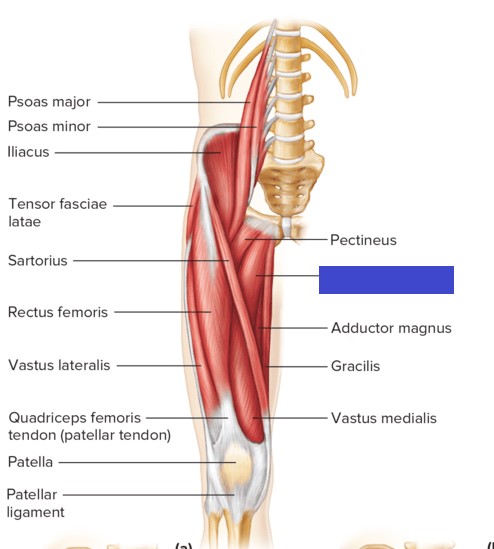 Psoas major
Psoas minor
Iliacus
Tensor fasciae
latae
Sartorius
Rectus femoris
Vastus lateralis
Quadriceps femoris
tendon (patellar tendon)
Patella
Patellar
ligament
Pectineus
Adductor magnus
Gracilis
Vastus medialis
(a)